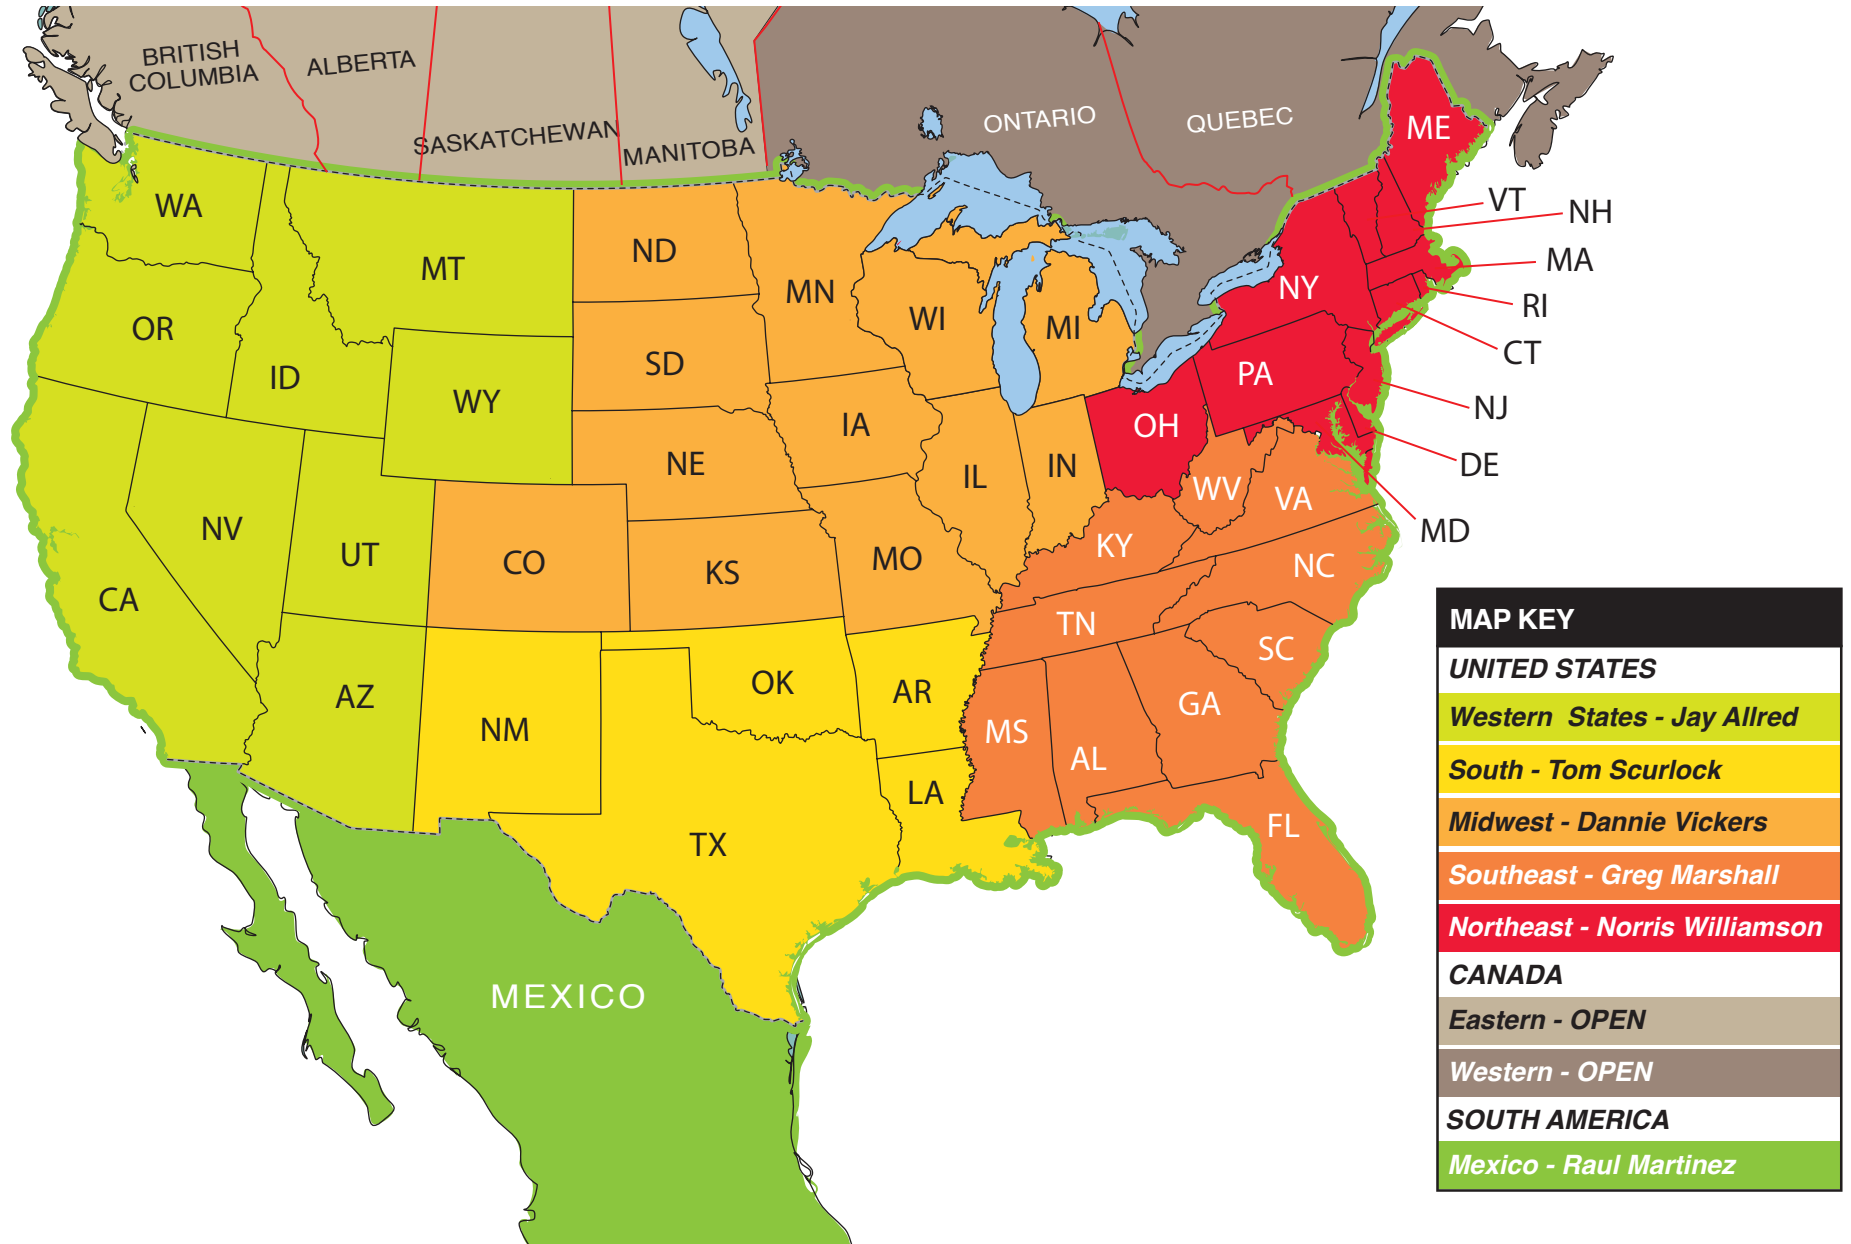 BRITISH
COLUMBIA
ALBERTA
SASKATCHEWAN
MANITOBA
ONTARIO
QUEBEC
ME
VT
NH
MA
RI
CT
NJ
DE
MD
WA
MT
ND
MN
OR
ID
WY
SD
WI
MI
NY
PA
OH
IA
NE
IL
IN
WV
VA
NV
UT
CO
KS
MO
KY
NC
CA
TN
SC
AZ
NM
OK
AR
MS
AL
GA
LA
TX
FL
MEXICO
MAP KEY
UNITED STATES
Western States - Jay Allred
South - Tom Scurlock
Midwest - Dannie Vickers
Southeast - Greg Marshall
Northeast - Norris Williamson
CANADA
Eastern - OPEN
Western - OPEN
SOUTH AMERICA
Mexico - Raul Martinez